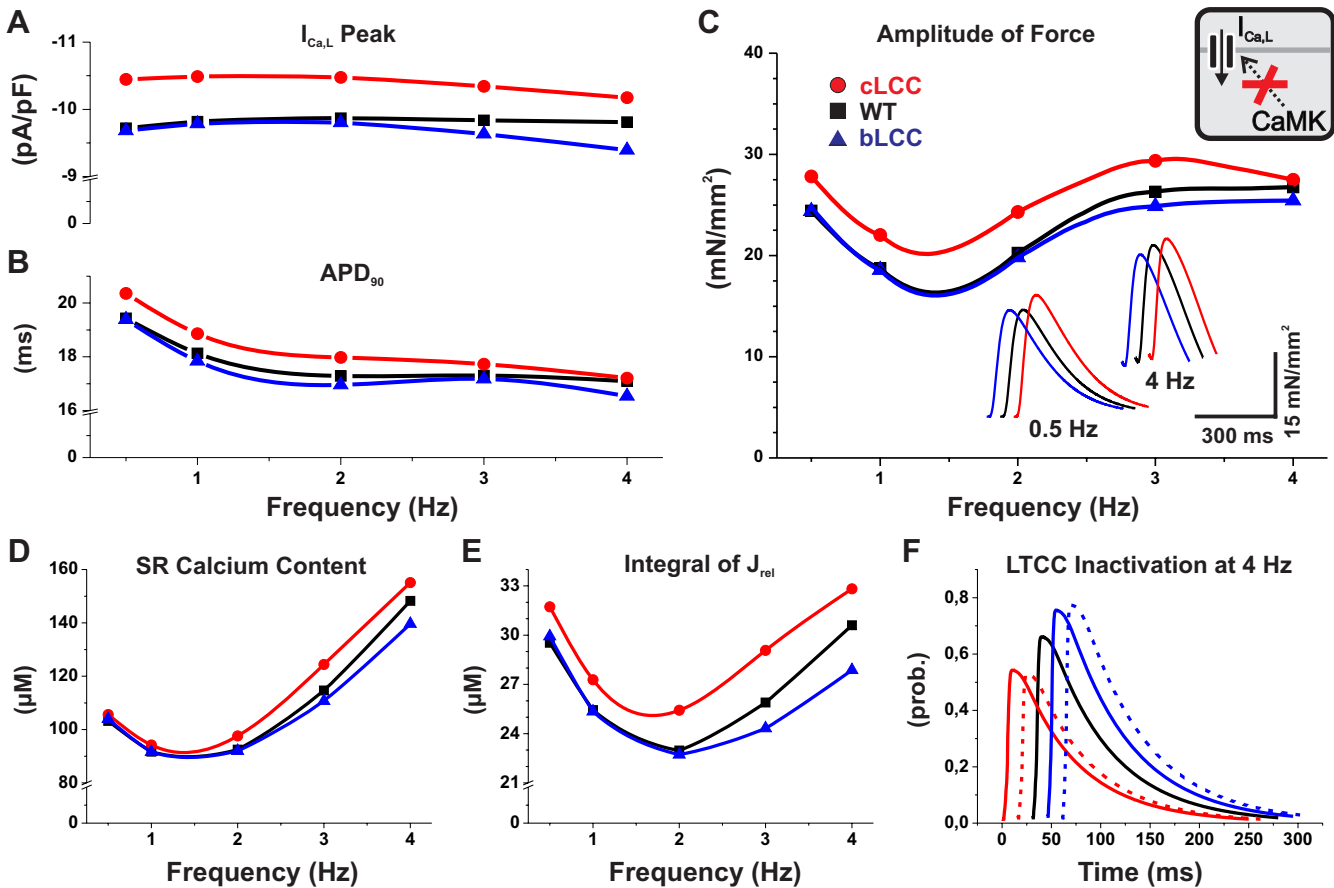 A
I_Ca,L Peak
-11
-10
-9
0
(pA/pF)
B
APD_90
20
18
16
0
(ms)
1
2
3
4
Frequency (Hz)
C
Amplitude of Force
cLCC
WT
bLCC
I_Ca,L
CaMK
40
30
20
10
0
(mN/mm²)
0.5 Hz
4 Hz
300 ms
15 mN/mm²
1
2
3
4
Frequency (Hz)
D
SR Calcium Content
160
140
120
100
80
0
(µM)
1
2
3
4
Frequency (Hz)
E
Integral of J_rel
33
30
27
24
21
0
(µM)
1
2
3
4
Frequency (Hz)
F
LTCC Inactivation at 4 Hz
0,8
0,6
0,4
0,2
0,0
(prob.)
0
50
100
150
200
250
300
Time (ms)